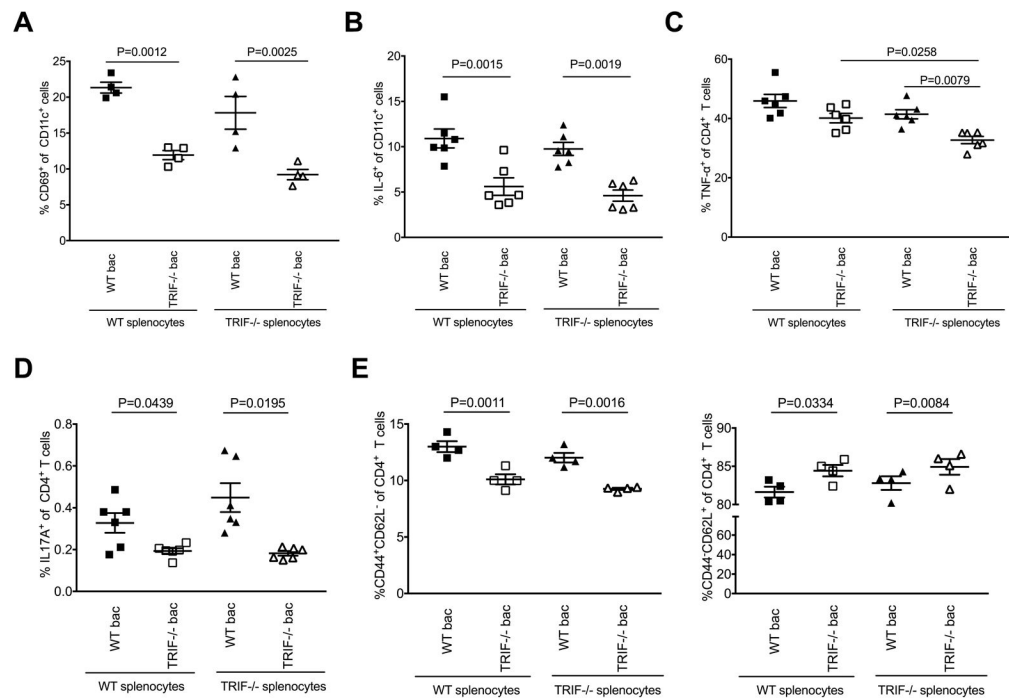 A
% CD69⁺ of CD11c⁺ cells
25
20
15
10
5
0
P=0.0012
P=0.0025
WT bac
TRIF-/- bac
WT bac
TRIF-/- bac
WT splenocytes
TRIF-/- splenocytes
B
% IL-6⁺ of CD11c⁺ cells
20
15
10
5
0
P=0.0015
P=0.0019
WT bac
TRIF-/- bac
WT bac
TRIF-/- bac
WT splenocytes
TRIF-/- splenocytes
C
% TNF-α⁺ of CD4⁺ T cells
60
40
20
0
P=0.0258
P=0.0079
WT bac
TRIF-/- bac
WT bac
TRIF-/- bac
WT splenocytes
TRIF-/- splenocytes
D
% IL17A⁺ of CD4⁺ T cells
0.8
0.6
0.4
0.2
0.0
P=0.0439
P=0.0195
WT bac
TRIF-/- bac
WT bac
TRIF-/- bac
WT splenocytes
TRIF-/- splenocytes
E
%CD44⁺CD62L⁻ of CD4⁺ T cells
15
10
5
0
P=0.0011
P=0.0016
WT bac
TRIF-/- bac
WT bac
TRIF-/- bac
WT splenocytes
TRIF-/- splenocytes
%CD44⁻CD62L⁺ of CD4⁺ T cells
90
85
80
80
60
40
20
0
P=0.0334
P=0.0084
WT bac
TRIF-/- bac
WT bac
TRIF-/- bac
WT splenocytes
TRIF-/- splenocytes